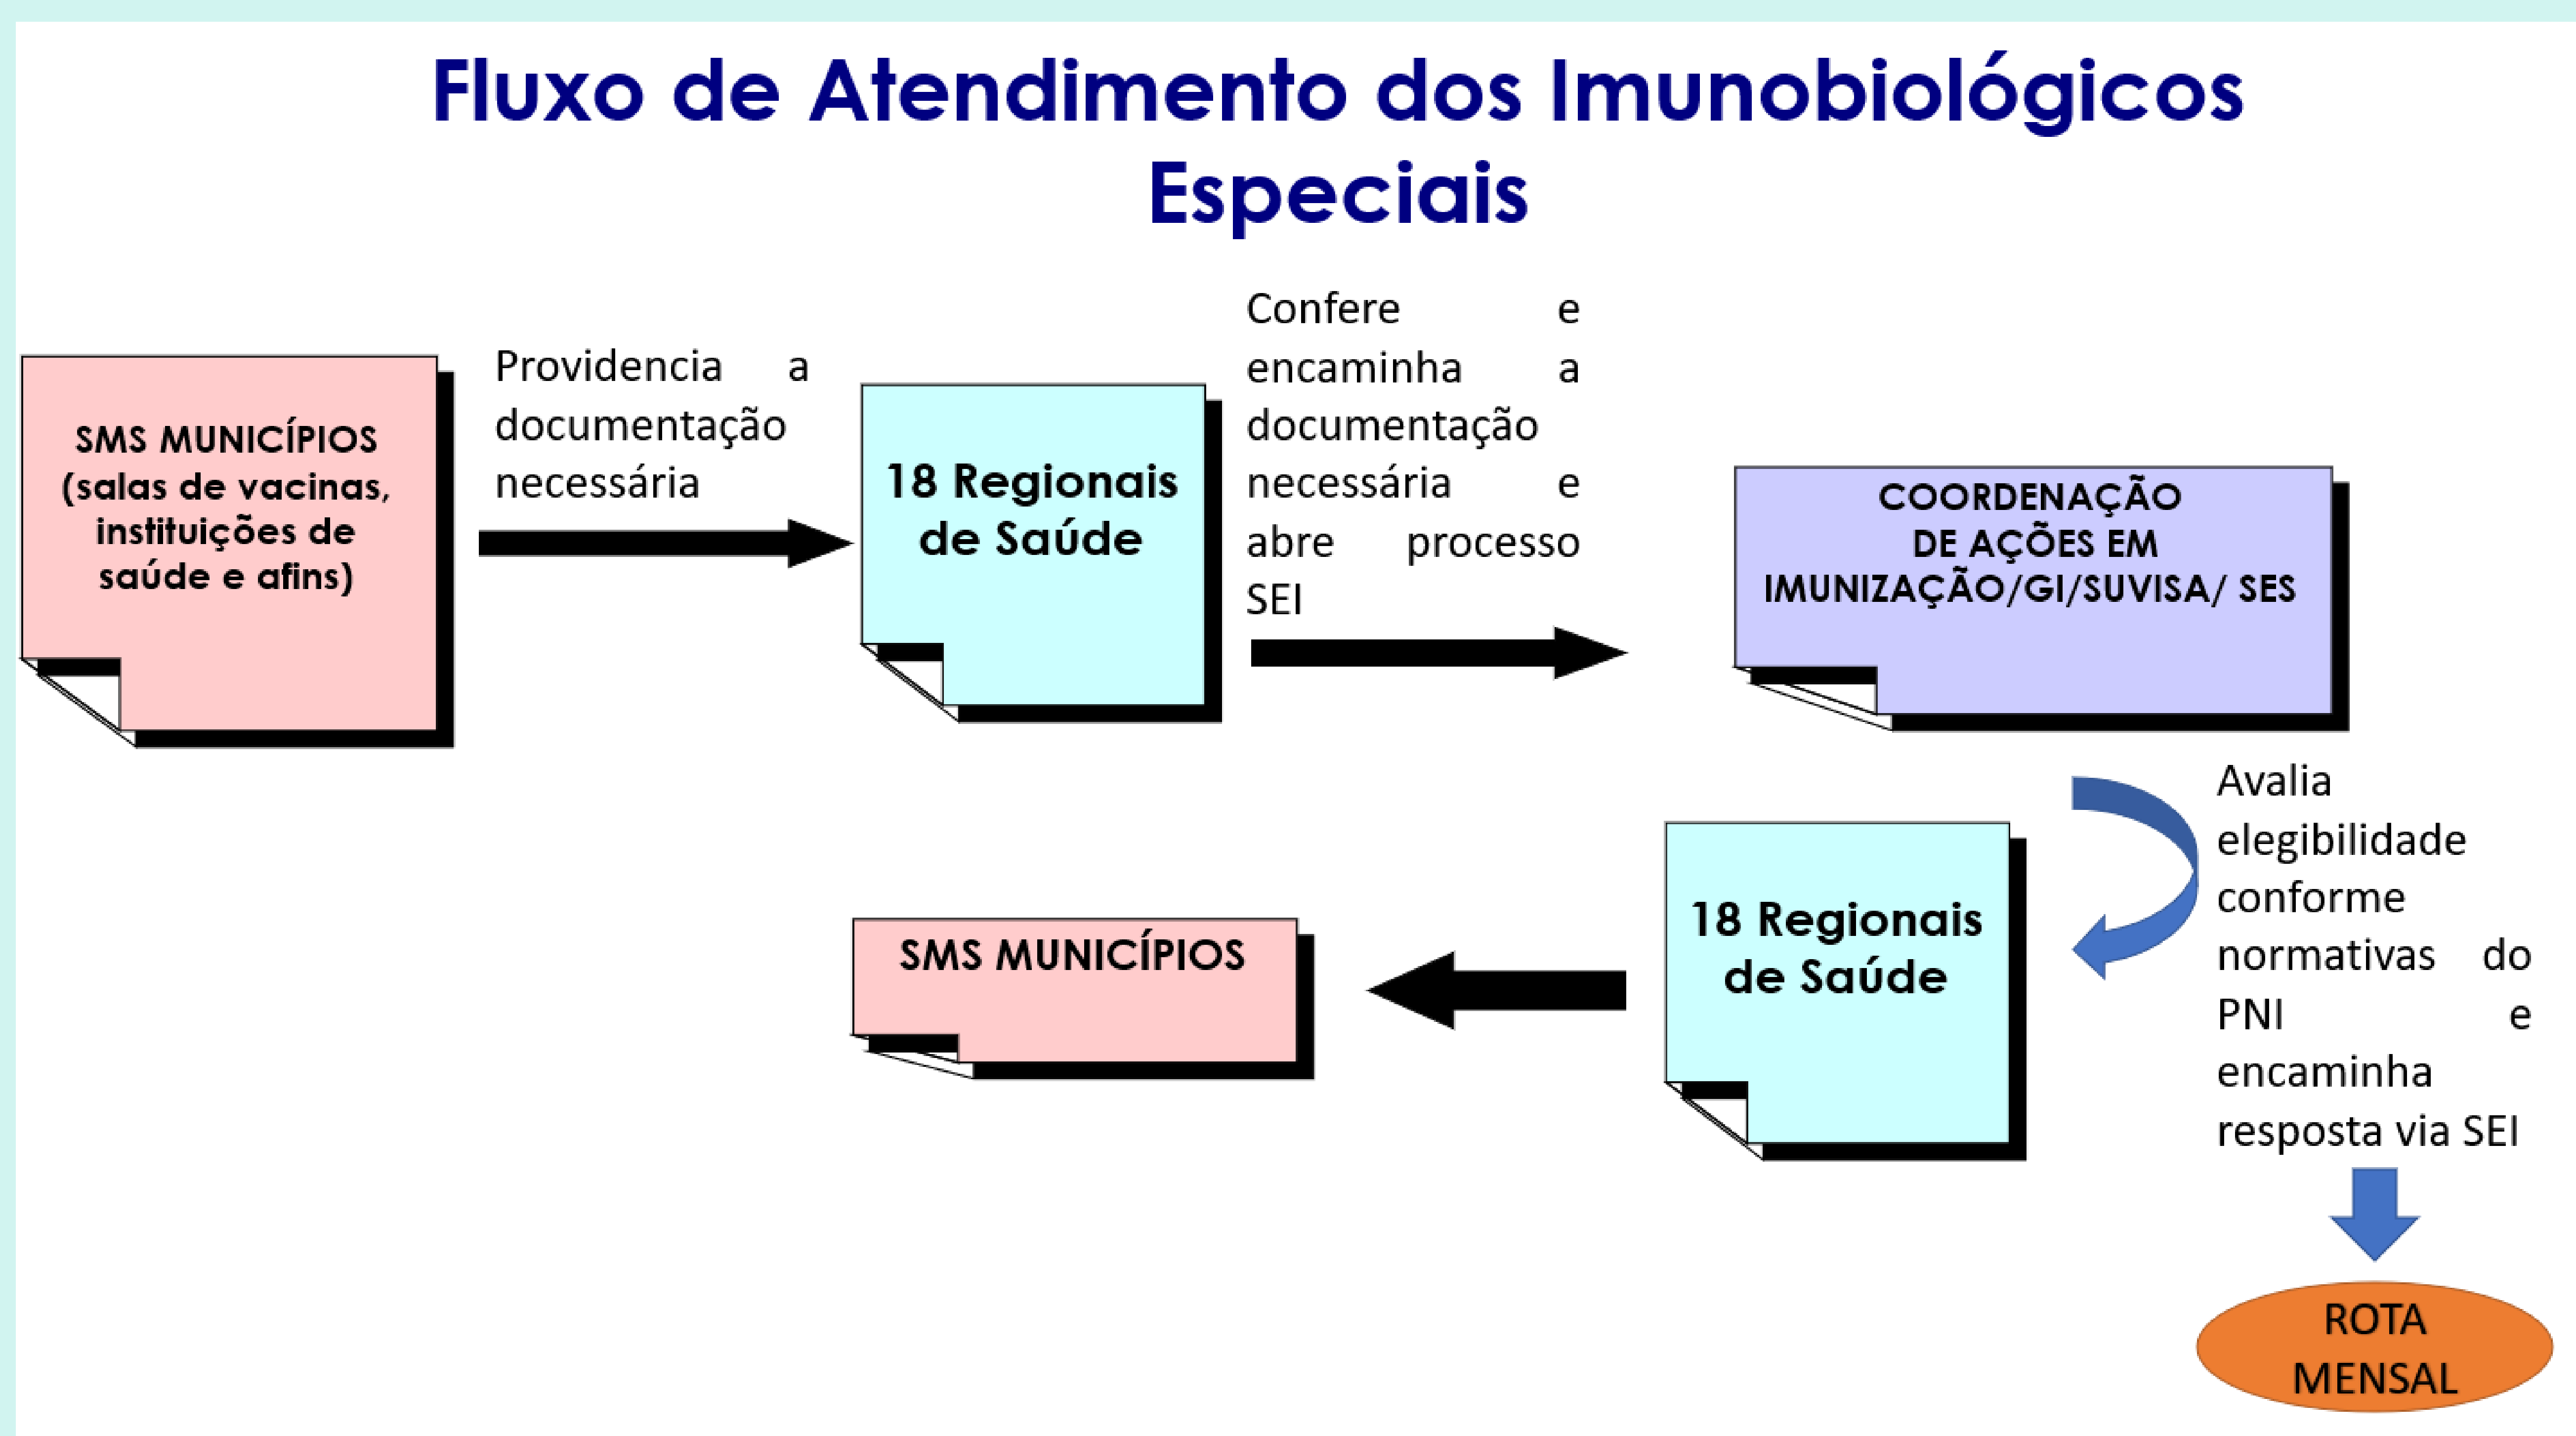 Fluxo de Atendimento dos Imunobiológicos
Especiais
SMS MUNICÍPIOS
(salas de vacinas,
instituições de
saúde e afins)
Providencia a
documentação
necessária
18 Regionais
de Saúde
Confere e
encaminha a
documentação
necessária e
abre processo
SEI
COORDENAÇÃO
DE AÇÕES EM
IMUNIZAÇÃO/GI/SUVISA/ SES
Avalia
elegibilidade
conforme
normativas do
PNI e
encaminha
resposta via SEI
18 Regionais
de Saúde
SMS MUNICÍPIOS
ROTA
MENSAL